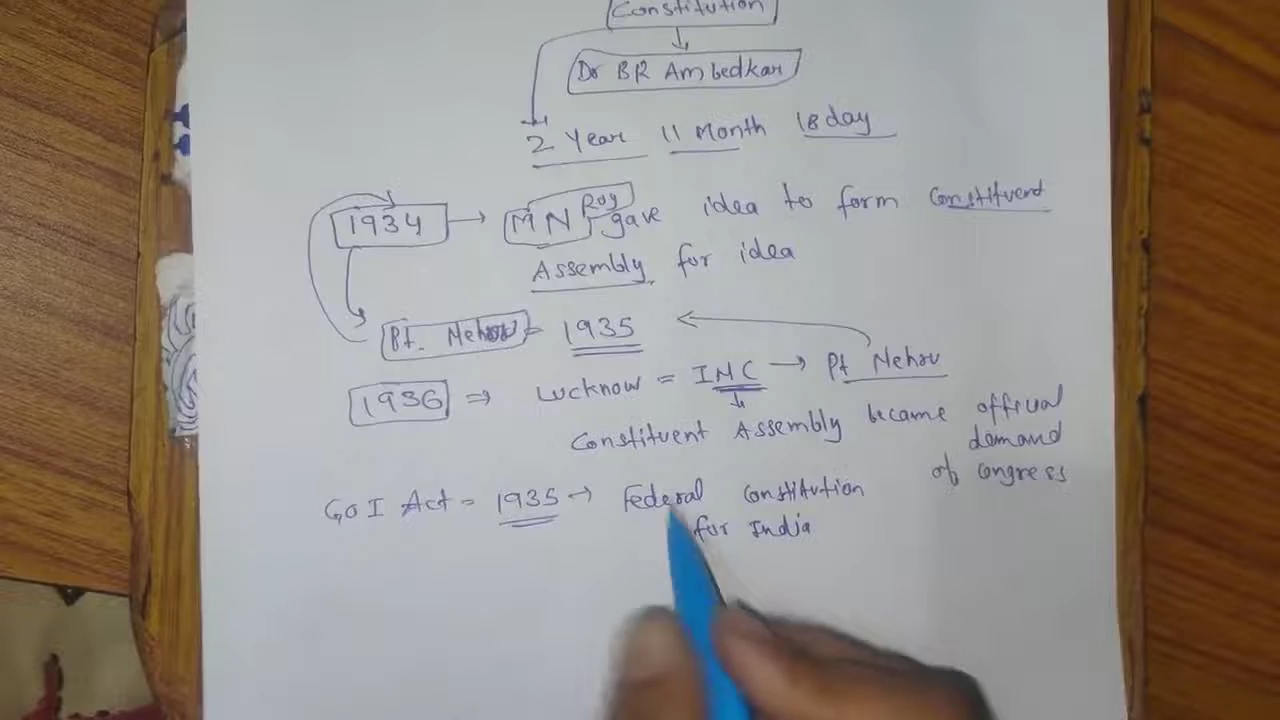 Constitution
Dr BR Ambedkar
2 Year 11 Month 18 day
1934 → MN Roy gave idea to form Constituent
Assembly for idea
Pt. Nehru = 1935
1936 ⇒ Lucknow = INC → Pt Nehru
Constituent Assembly became official
demand
of congress
GOI Act = 1935 → Federal Constitution
for India